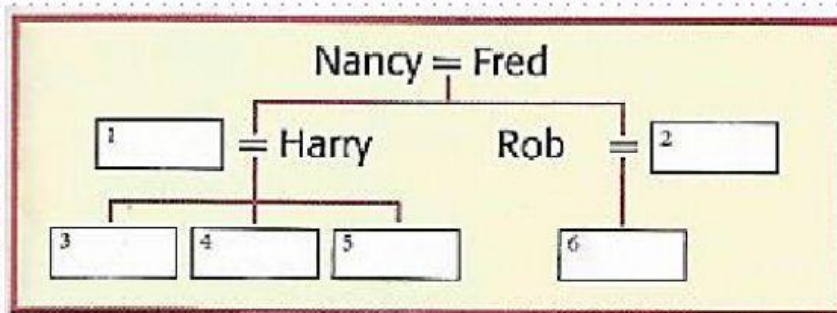 Nancy = Fred
1 = Harry Rob = 2
3 4 5 6